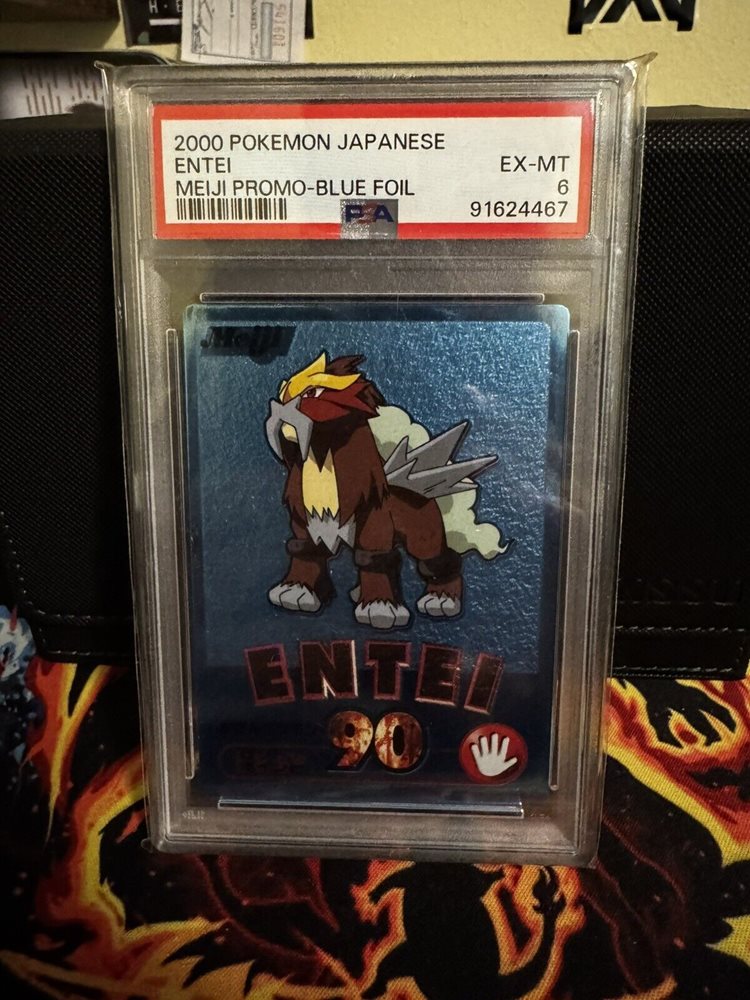 2000 POKEMON JAPANESE
ENTEI EX-MT
MEIJI PROMO-BLUE FOIL 6
PSA 91624467
Meiji
ENTEI
90